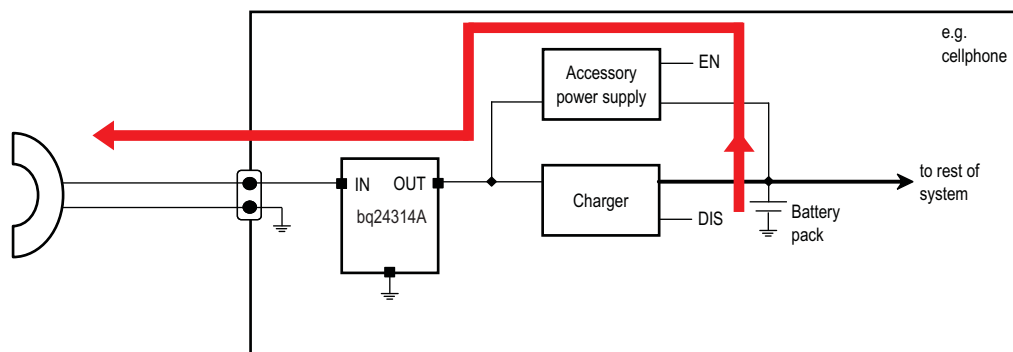 e.g.
cellphone
Accessory
power supply
EN
IN
OUT
bq24314A
Charger
DIS
Battery
pack
to rest of
system